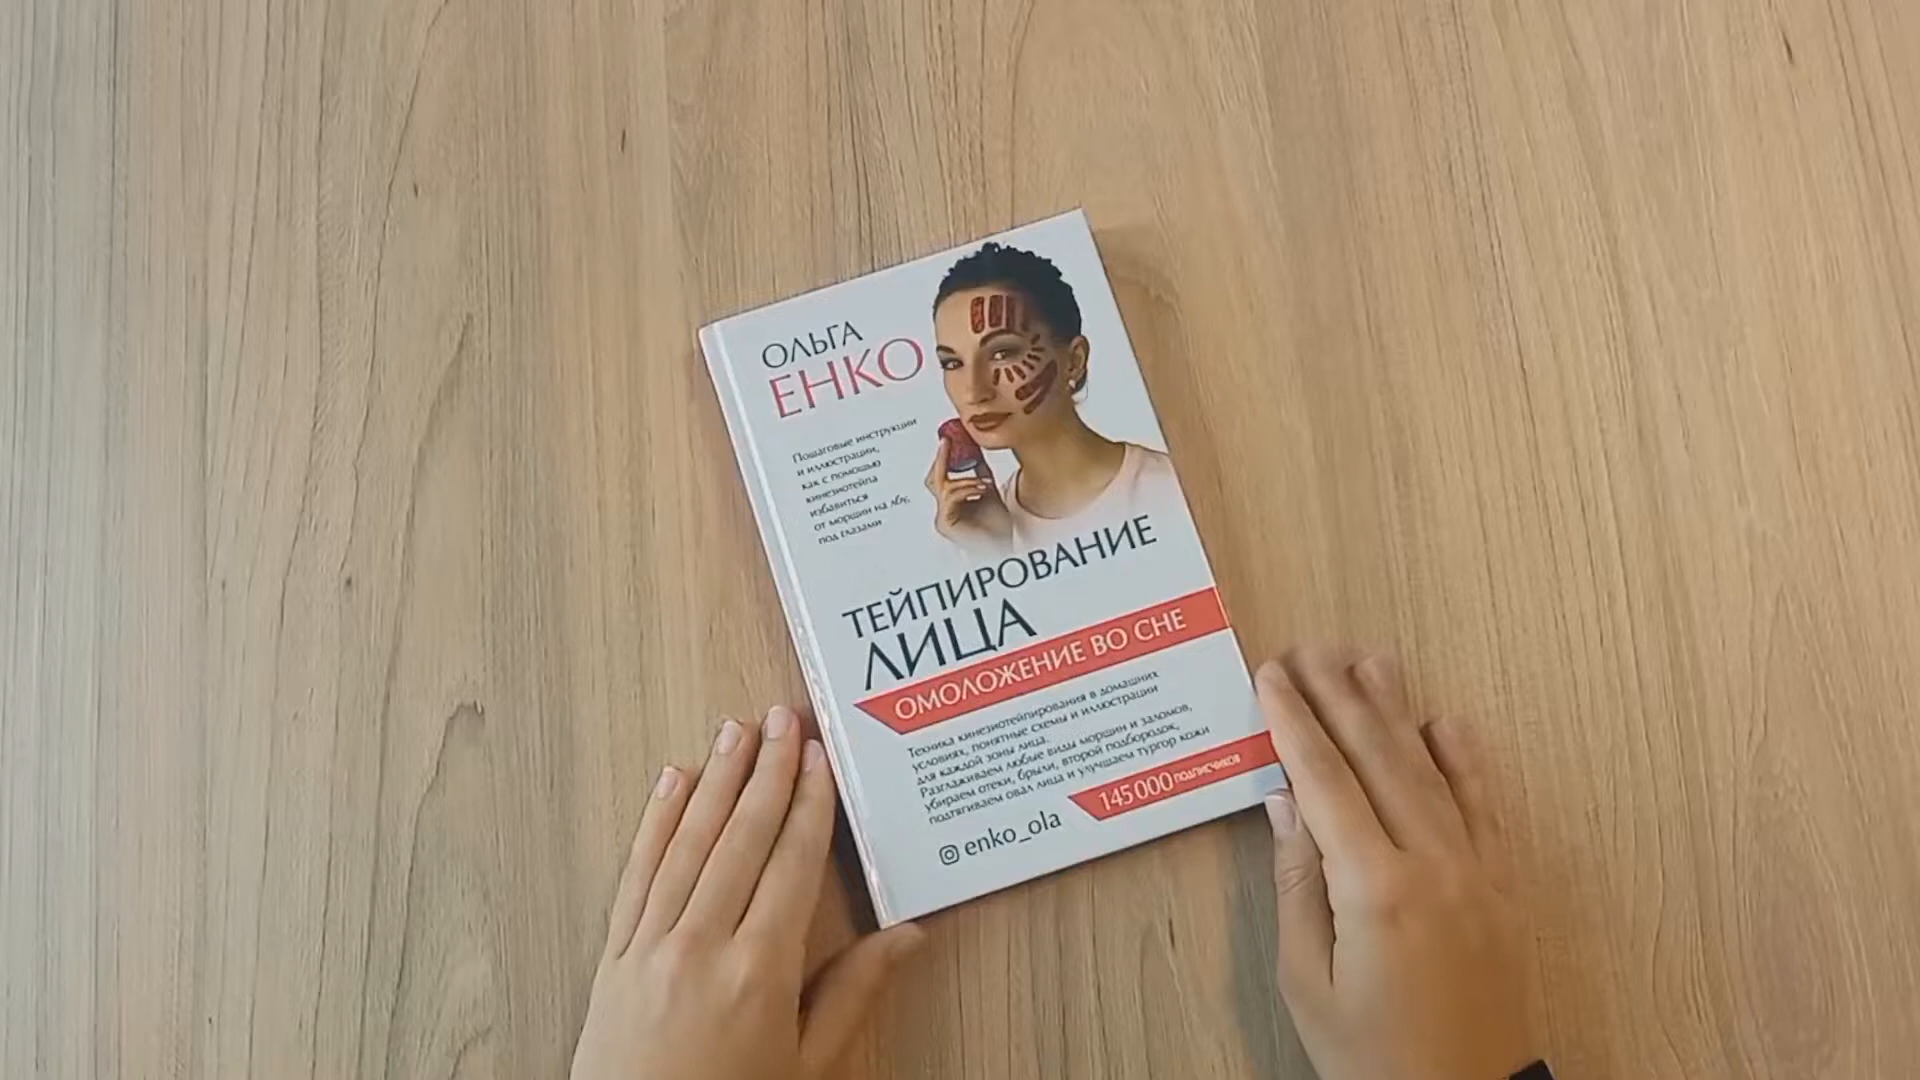 ОЛЬГА
ЕНКО
Пошаговые инструкции
и иллюстрации,
как с помощью
кинезиотейпа
избавиться
от морщин на лбу,
под глазами
ТЕЙПИРОВАНИЕ
ЛИЦА
ОМОЛОЖЕНИЕ ВО СНЕ
Техника кинезиотейпирования в домашних
условиях, понятные схемы и иллюстрации
для каждой зоны лица.
Разглаживаем любые виды морщин и заломов,
убираем отеки, брыли, второй подбородок,
подтягиваем овал лица и улучшаем тургор кожи
145 000 ПОДПИСЧИКОВ
enko_ola